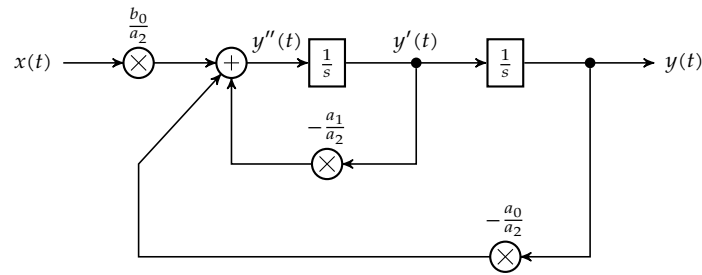 b₀/a₂
x(t) × + y″(t) 1/s y′(t) 1/s y(t)
−a₁/a₂
×
−a₀/a₂
×